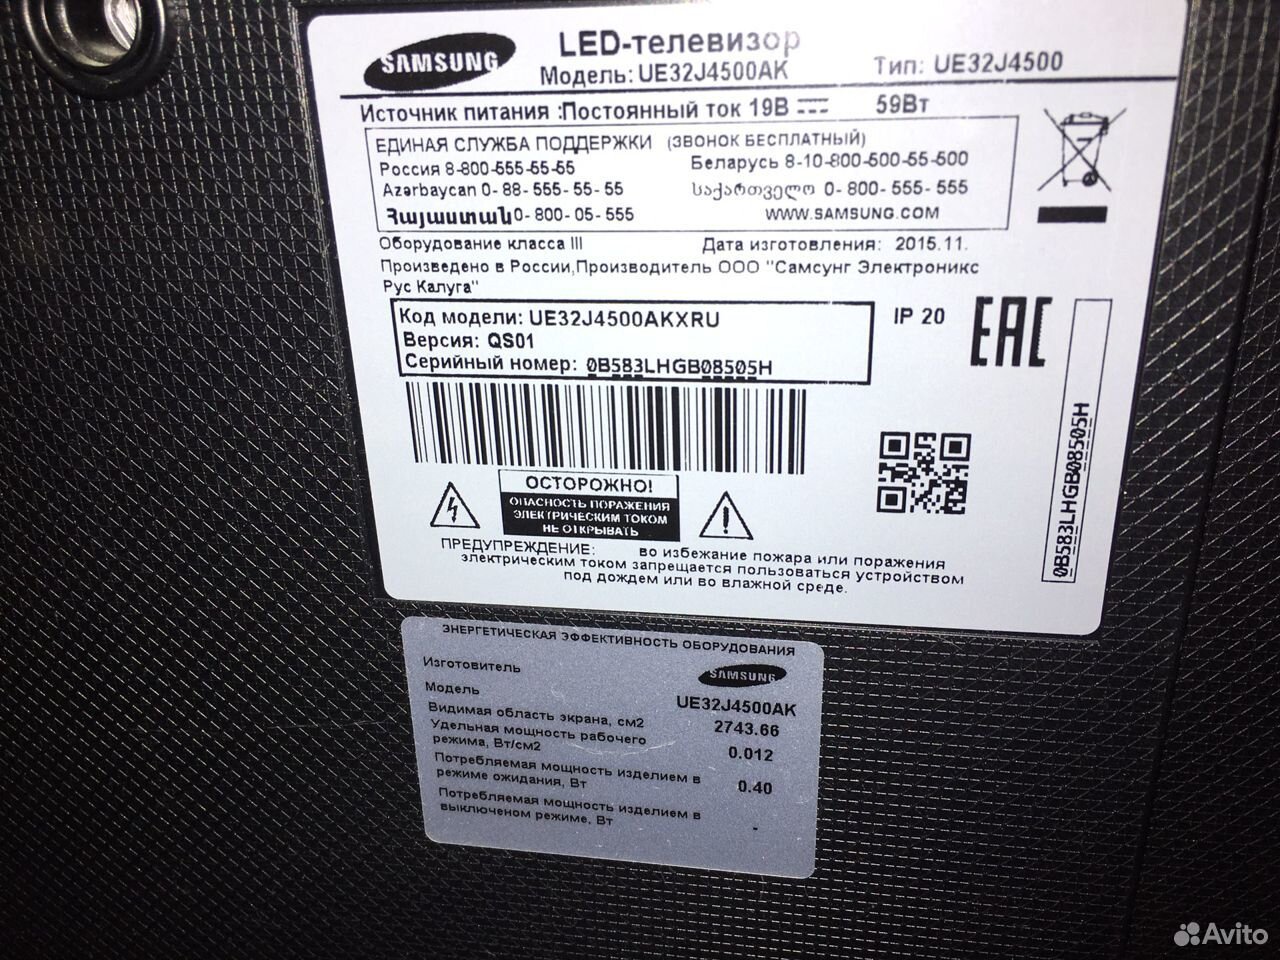 SAMSUNG
LED-телевизор
Модель: UE32J4500AK
Тип: UE32J4500
Источник питания :Постоянный ток 19В
59Вт
ЕДИНАЯ СЛУЖБА ПОДДЕРЖКИ (ЗВОНОК БЕСПЛАТНЫЙ)
Россия 8-800-555-55-55
Беларусь 8-10-800-500-55-500
Azərbaycan 0- 88- 555- 55- 55
საქართველო 0- 800- 555- 555
Հայաստան 0- 800- 05- 555
WWW.SAMSUNG.COM
Оборудование класса III
Дата изготовления: 2015.11.
Произведено в России,Производитель ООО "Самсунг Электроникс
Рус Калуга"
Код модели: UE32J4500AKXRU
Версия: QS01
Серийный номер: 0B583LHGB08505H
IP 20
EAC
0B583LHGB08505H
ОСТОРОЖНО!
ОПАСНОСТЬ ПОРАЖЕНИЯ
ЭЛЕКТРИЧЕСКИМ ТОКОМ
НЕ ОТКРЫВАТЬ
ПРЕДУПРЕЖДЕНИЕ: во избежание пожара или поражения
электрическим током запрещается пользоваться устройством
под дождем или во влажной среде.
ЭНЕРГЕТИЧЕСКАЯ ЭФФЕКТИВНОСТЬ ОБОРУДОВАНИЯ
Изготовитель
SAMSUNG
Модель
UE32J4500AK
Видимая область экрана, см2
2743.66
Удельная мощность рабочего
режима, Вт/см2
0.012
Потребляемая мощность изделием в
режиме ожидания, Вт
0.40
Потребляемая мощность изделием в
выключеном режиме, Вт
-
Avito